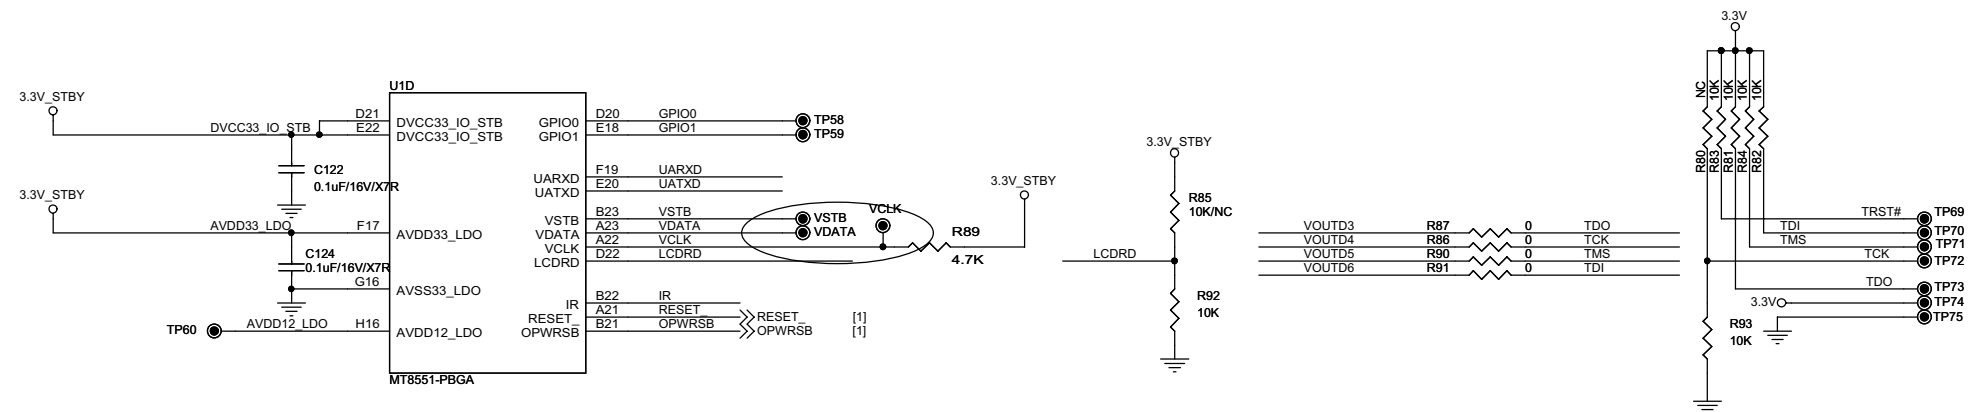 U1D
3.3V_STBY
DVCC33_IO_STB
D21
E22
DVCC33_IO_STB
DVCC33_IO_STB
C122
0.1uF/16V/X7R
3.3V_STBY
AVDD33_LDO
F17
AVDD33_LDO
C124
0.1uF/16V/X7R
G16
AVSS33_LDO
TP60
AVDD12_LDO
H16
AVDD12_LDO
GPIO0 D20 GPIO0 TP58
GPIO1 E18 GPIO1 TP59
UARXD F19 UARXD
UATXD E20 UATXD
VSTB B23 VSTB VSTB
VDATA A23 VDATA VDATA
VCLK A22 VCLK
LCDRD D22 LCDRD
VCLK
R89
4.7K
3.3V_STBY
IR B22 IR
RESET_ A21 RESET_ RESET_ [1]
OPWRSB B21 OPWRSB OPWRSB [1]
MT8551-PBGA
3.3V_STBY
R85
10K/NC
LCDRD
R92
10K
VOUTD3 R87 0 TDO
VOUTD4 R86 0 TCK
VOUTD5 R90 0 TMS
VOUTD6 R91 0 TDI
3.3V
NC
10K
10K
10K
10K
R80
R83
R81
R84
R82
TRST# TP69
TDI TP70
TMS TP71
TCK TP72
TDO TP73
3.3V TP74
TP75
R93
10K